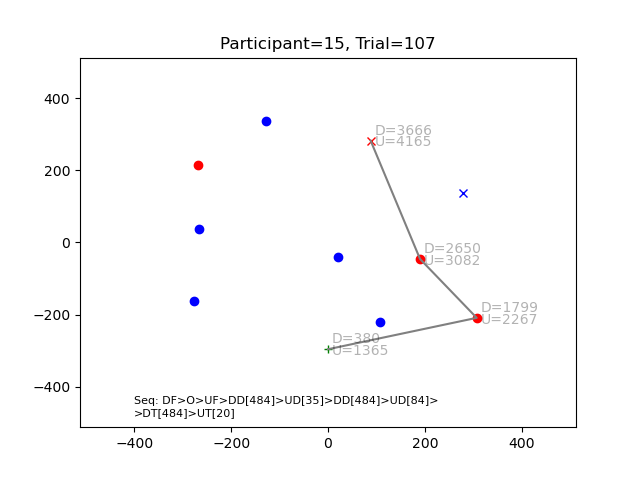 Participant=15, Trial=107
400
200
0
−200
−400
D=3666
U=4165
D=2650
U=3082
D=1799
U=2267
D=380
U=1365
Seq: DF>O>UF>DD[484]>UD[35]>DD[484]>UD[84]>
>DT[484]>UT[20]
−400 −200 0 200 400